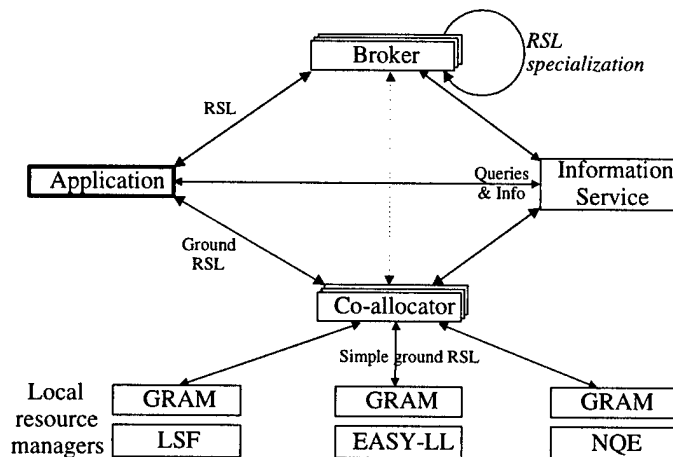 Broker
RSL
specialization
RSL
Application
Queries
& Info
Information
Service
Ground
RSL
Co-allocator
Simple ground RSL
Local
resource
managers
GRAM
GRAM
GRAM
LSF
EASY-LL
NQE